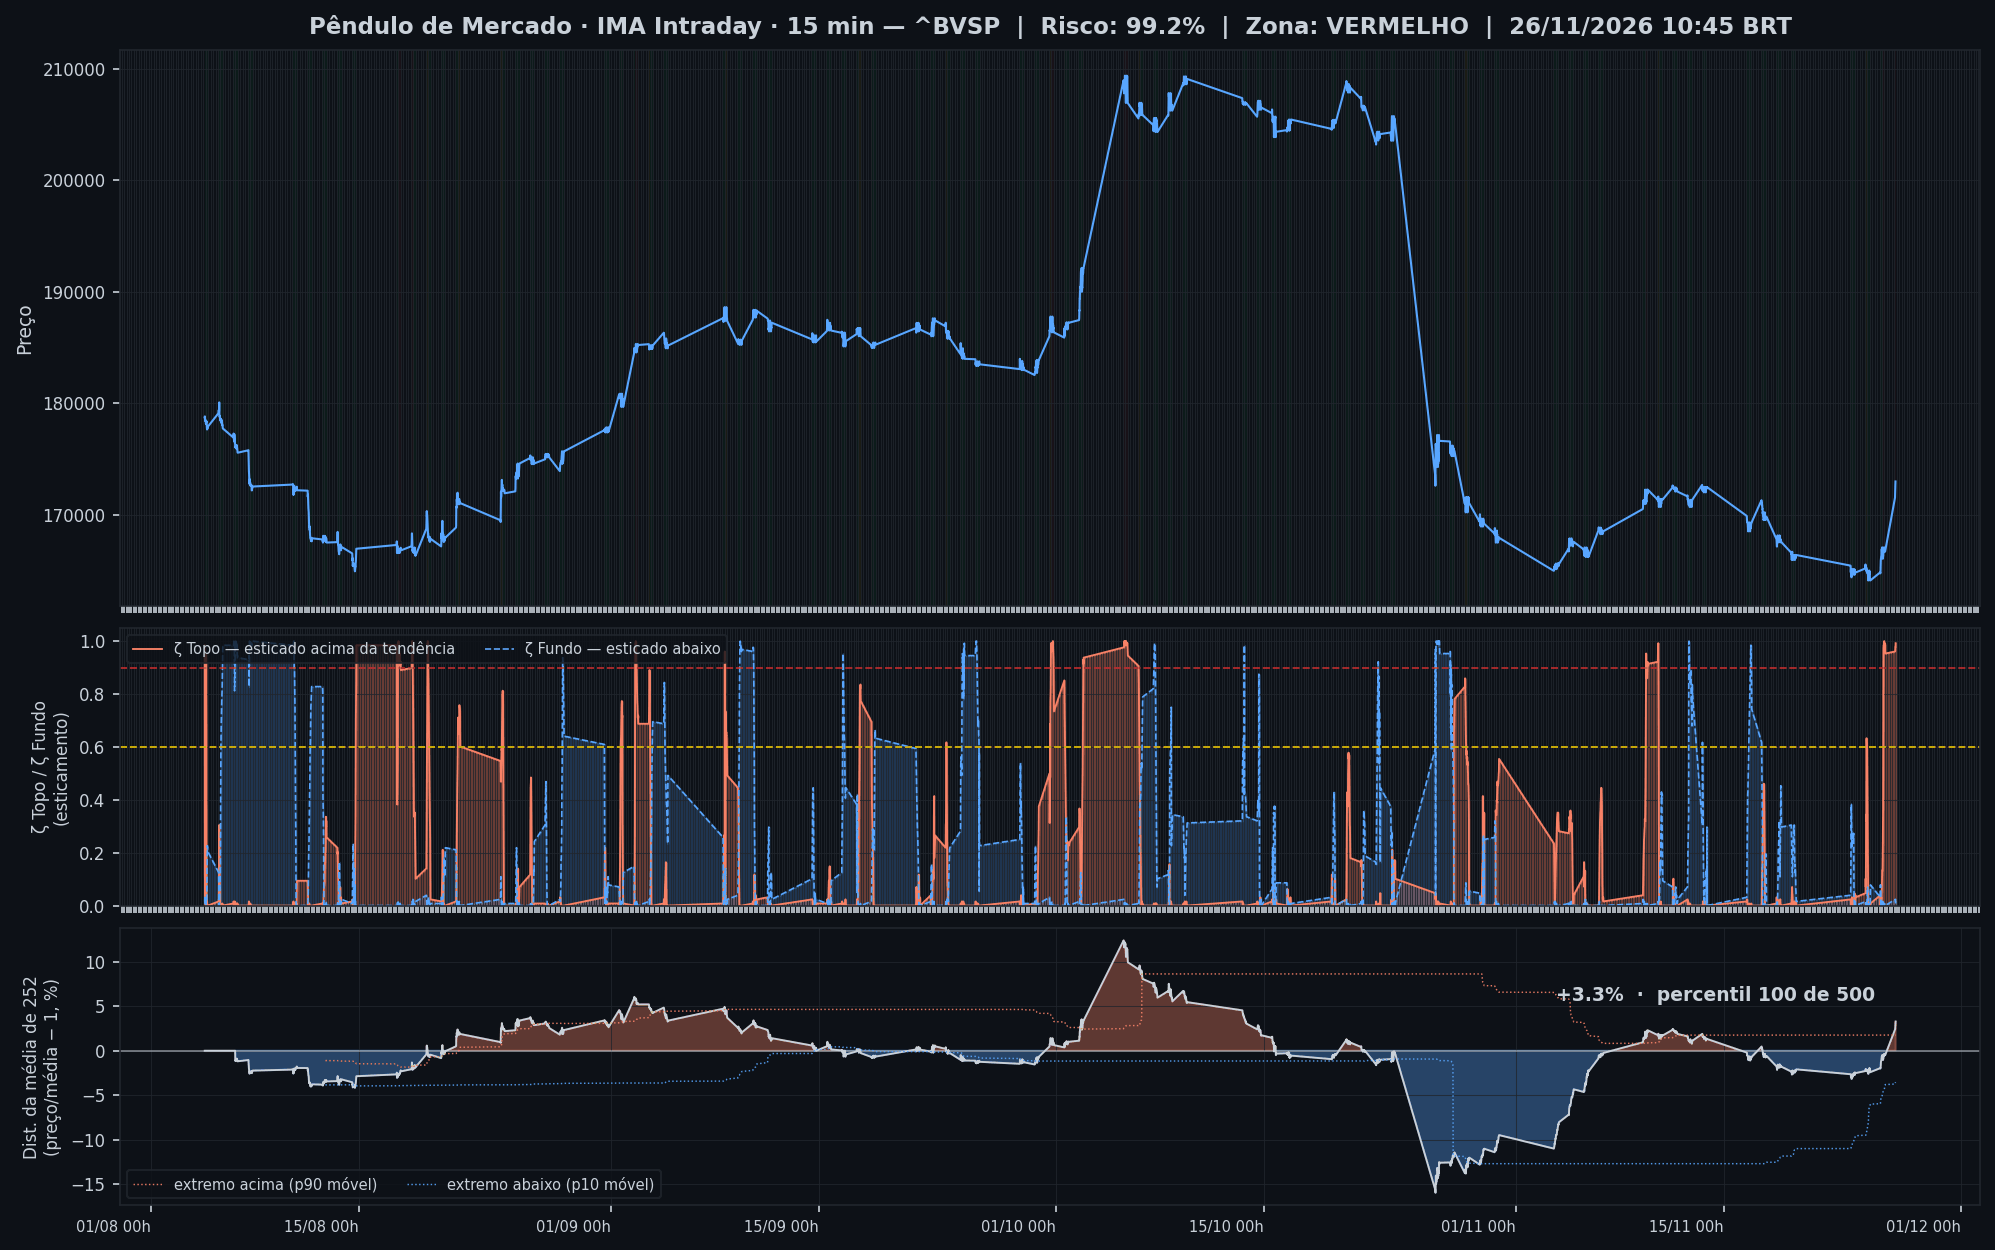 Pêndulo de Mercado · IMA Intraday · 15 min — ^BVSP | Risco: 99.2% | Zona: VERMELHO | 26/11/2026 10:45 BRT
210000
200000
190000
180000
170000
Preço
1.0
0.8
0.6
0.4
0.2
0.0
ζ Topo / ζ Fundo
(esticamento)
ζ Topo — esticado acima da tendência
ζ Fundo — esticado abaixo
10
5
0
−5
−10
−15
Dist. da média de 252
(preço/média − 1, %)
+3.3% · percentil 100 de 500
extremo acima (p90 móvel)
extremo abaixo (p10 móvel)
01/08 00h
15/08 00h
01/09 00h
15/09 00h
01/10 00h
15/10 00h
01/11 00h
15/11 00h
01/12 00h